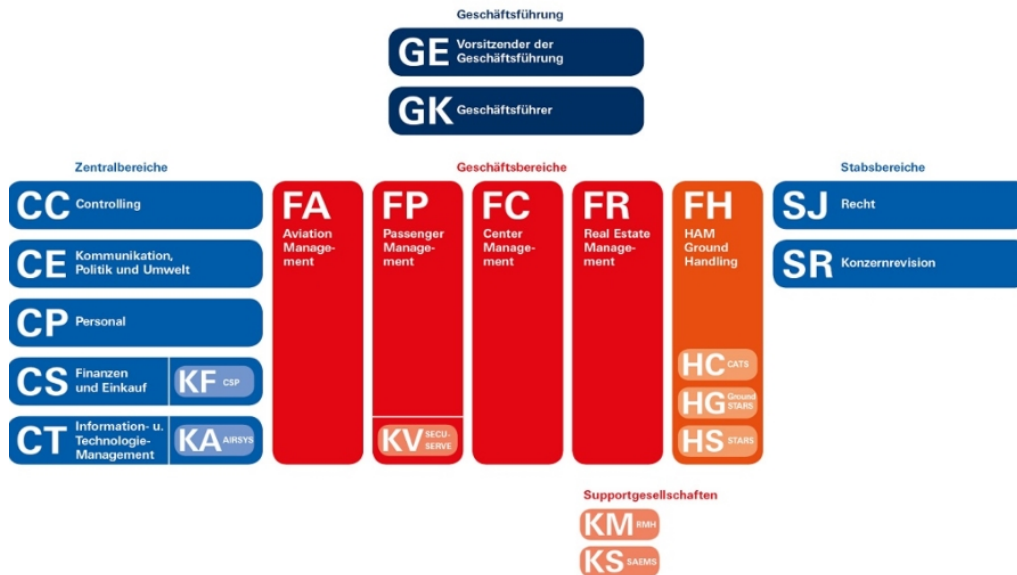 Geschäftsführung
GE Vorsitzender der
Geschäftsführung
GK Geschäftsführer
Zentralbereiche
CC Controlling
CE Kommunikation,
Politik und Umwelt
CP Personal
CS Finanzen
und Einkauf
KF CSP
CT Information- u.
Technologie-
Management
KA AIRSYS
Geschäftsbereiche
FA
Aviation
Manage-
ment
FP
Passenger
Manage-
ment
KV SECU-
SERVE
FC
Center
Manage-
ment
FR
Real Estate
Manage-
ment
FH
HAM
Ground
Handling
HC CATS
HG Ground
STARS
HS STARS
Stabsbereiche
SJ Recht
SR Konzernrevision
Supportgesellschaften
KM RMH
KS SAEMS